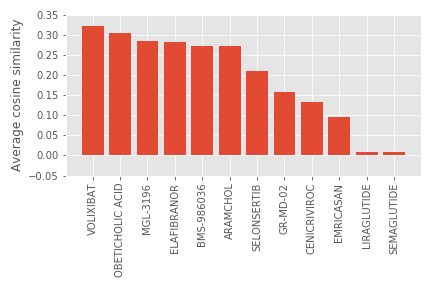 Average cosine similarity
0.35
0.30
0.25
0.20
0.15
0.10
0.05
0.00
−0.05
VOLIXIBAT
OBETICHOLIC ACID
MGL-3196
ELAFIBRANOR
BMS-986036
ARAMCHOL
SELONSERTIB
GR-MD-02
CENICRIVIROC
EMRICASAN
LIRAGLUTIDE
SEMAGLUTIDE